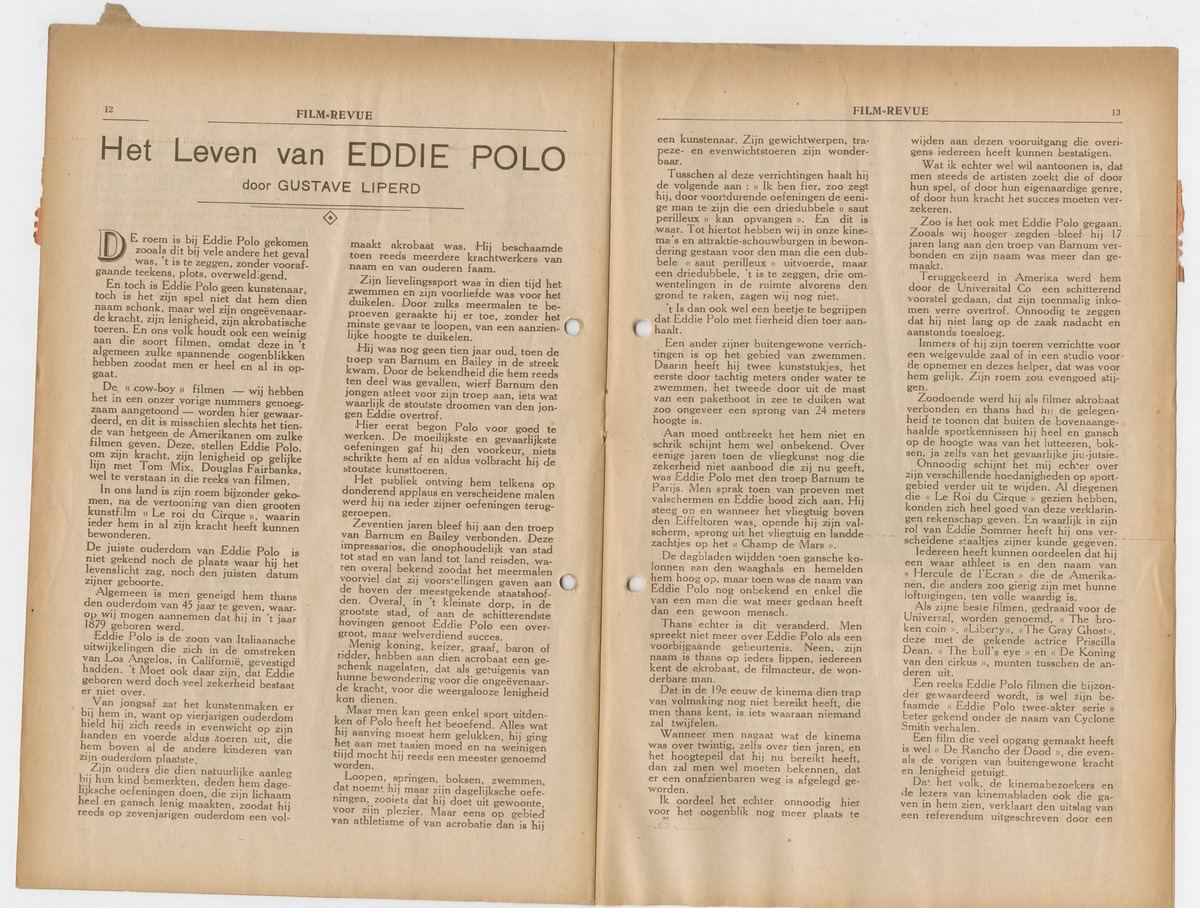 12
FILM-REVUE
Het Leven van EDDIE POLO
door GUSTAVE LIPERD
DE roem is bij Eddie Polo gekomen
zooals dit bij vele andere het geval
was, 't is te zeggen, zonder vooraf-
gaande teekens, plots, overweldigend.
En toch is Eddie Polo geen kunstenaar,
toch is het zijn spel niet dat hem dien
naam schonk, maar wel zijn ongeëvenaar-
de kracht, zijn lenigheid, zijn akrobatische
toeren. En ons volk houdt ook een weinig
aan die soort filmen, omdat deze in 't
algemeen zulke spannende oogenblikken
hebben zoodat men er heel en al in op-
gaat.
De « cow-boy » filmen — wij hebben
het in een onzer vorige nummers genoeg-
zaam aangetoond — worden hier gewaar-
deerd, en dit is misschien slechts het tien-
de van hetgeen de Amerikanen om zulke
filmen geven. Deze, stellen Eddie Polo,
om zijn kracht, zijn lenigheid op gelijke
lijn met Tom Mix, Douglas Fairbanks,
wel te verstaan in die reeks van filmen.
In ons land is zijn roem bijzonder geko-
men, na de vertooning van dien grooten
kunstfilm « Le roi du Cirque », waarin
ieder hem in al zijn kracht heeft kunnen
bewonderen.
De juiste ouderdom van Eddie Polo is
niet gekend noch de plaats waar hij het
levenslicht zag, noch den juisten datum
zijner geboorte.
Algemeen is men geneigd hem thans
den ouderdom van 45 jaar te geven, waar-
op wij mogen aannemen dat hij in 't jaar
1879 geboren werd.
Eddie Polo is de zoon van Italiaansche
uitwijkelingen die zich in de omstreken
van Los Angelos, in Californië, gevestigd
hadden. 't Moet ook daar zijn, dat Eddie
geboren werd doch veel zekerheid bestaat
er niet over.
Van jongsaf zat het kunstenmaken er
bij hem in, want op vierjarigen ouderdom
hield hij zich reeds in evenwicht op zijn
handen en voerde aldus toeren uit, die
hem boven al de andere kinderen van
zijn ouderdom plaatste.
Zijn ouders die dien natuurlijke aanleg
bij hun kind bemerkten, deden hem dage-
lijksche oefeningen doen, die zijn lichaam
heel en gansch lenig maakten, zoodat hij
reeds op zevenjarigen ouderdom een vol-
maakt akrobaat was. Hij beschaamde
toen reeds meerdere krachtwerkers van
naam en van ouderen faam.
Zijn lievelingssport was in dien tijd het
zwemmen en zijn voorliefde was voor het
duikelen. Door zulks meermalen te be-
proeven geraakte hij er toe, zonder het
minste gevaar te loopen, van een aanzien-
lijke hoogte te duikelen.
Hij was nog geen tien jaar oud, toen de
troep van Barnum en Bailey in de streek
kwam. Door de bekendheid die hem reeds
ten deel was gevallen, wierf Barnum den
jongen atleet voor zijn troep aan, iets wat
waarlijk de stoutste droomen van den jon-
gen Eddie overtrof.
Hier eerst begon Polo voor goed te
werken. De moeilijkste en gevaarlijkste
oefeningen gaf hij den voorkeur, niets
schrikte hem af en aldus volbracht hij de
stoutste kunsttoeren.
Het publiek ontving hem telkens op
donderend applaus en verscheidene malen
werd hij na ieder zijner oefeningen terug-
geroepen.
Zeventien jaren bleef hij aan den troep
van Barnum en Bailey verbonden. Deze
impressarios, die onophoudelijk van stad
tot stad en van land tot land reisden, wa-
ren overal bekend zoodat het meermalen
voorviel dat zij voorstellingen gaven aan
de hoven der meestgekende staatshoof-
den. Overal, in 't kleinste dorp, in de
grootste stad, of aan de schitterendste
hovingen genoot Eddie Polo een over-
groot, maar welverdiend succes.
Menig koning, keizer, graaf, baron of
ridder, hebben aan dien acrobaat een ge-
schenk nagelaten, dat als getuigenis van
hunne bewondering voor die ongeëvenaar-
de kracht, voor die weergalooze lenigheid
kon dienen.
Maar men kan geen enkel sport uitden-
ken of Polo heeft het beoefend. Alles wat
hij aanving moest hem gelukken, hij ging
het aan met taaien moed en na weinigen
tijd mocht hij reeds een meester genoemd
worden.
Loopen, springen, boksen, zwemmen,
dat noemt hij maar zijn dagelijksche oefe-
ningen, zooiets dat hij doet uit gewoonte,
voor zijn plezier. Maar eens op gebied
van athletisme of van acrobatie dan is hij
FILM-REVUE
13
een kunstenaar. Zijn gewichtwerpen, tra-
peze- en evenwichtstoeren zijn wonder-
baar.
Tusschen al deze verrichtingen haalt hij
de volgende aan : « Ik ben fier, zoo zegt
hij, door voortdurende oefeningen de eeni-
ge man te zijn die een driedubbele « saut
perilleux » kan opvangen ». En dit is
waar. Tot hiertoe hebben wij in onze kine-
ma's en attraktie-schouwburgen in bewon-
dering gestaan voor den man die een dub-
bele « saut perilleux » uitvoerde, maar
een driedubbele, 't is te zeggen, drie om-
wentelingen in de ruimte alvorens den
grond te raken, zagen wij nog niet.
't Is dan ook wel een beetje te begrijpen
dat Eddie Polo met fierheid dien toer aan-
haalt.
Een ander zijner buitengewone verrich-
tingen is op het gebied van zwemmen.
Daarin heeft hij twee kunststukjes, het
eerste door tachtig meters onder water te
zwemmen, het tweede door uit de mast
van een paketboot in zee te duiken wat
zoo ongeveer een sprong van 24 meters
hoogte is.
Aan moed ontbreekt het hem niet en
schrik schijnt hem wel onbekend. Over
eenige jaren toen de vliegkunst nog die
zekerheid niet aanbood die zij nu geeft,
was Eddie Polo met den troep Barnum te
Parijs. Men sprak toen van proeven met
valschermen en Eddie bood zich aan. Hij
steeg op en wanneer het vliegtuig boven
den Eiffeltoren was, opende hij zijn val-
scherm, sprong uit het vliegtuig en landde
zachtjes op het « Champ de Mars ».
De dagbladen wijdden toen gansche ko-
lonnen aan den waaghals en hemelden
hem hoog op, maar toen was de naam van
Eddie Polo nog onbekend en enkel die
van een man die wat meer gedaan heeft
dan een gewoon mensch.
Thans echter is dit veranderd. Men
spreekt niet meer over Eddie Polo als een
voorbijgaande gebeurtenis. Neen, zijn
naam is thans op ieders lippen, iedereen
kent de akrobaat, de filmacteur, de won-
derbare man.
Dat in de 19e eeuw de kinema dien trap
van volmaking nog niet bereikt heeft, die
men thans kent, is iets waaraan niemand
zal twijfelen.
Wanneer men nagaat wat de kinema
was over twintig, zelfs over tien jaren, en
het hoogtepeil dat hij nu bereikt heeft,
dan zal men wel moeten bekennen, dat
er een onafzienbaren weg is afgelegd ge-
worden.
Ik oordeel het echter onnoodig hier
voor het oogenblik nog meer plaats te
wijden aan dezen vooruitgang die overi-
gens iedereen heeft kunnen bestatigen.
Wat ik echter wel wil aantoonen is, dat
men steeds de artisten zoekt die of door
hun spel, of door hun eigenaardige genre,
of door hun kracht het succes moeten ver-
zekeren.
Zoo is het ook met Eddie Polo gegaan.
Zooals wij hooger zegden bleef hij 17
jaren lang aan den troep van Barnum ver-
bonden en zijn naam was meer dan ge-
maakt.
Teruggekeerd in Amerika werd hem
door de Universital Co een schitterend
voorstel gedaan, dat zijn toenmalig inko-
men verre overtrof. Onnoodig te zeggen
dat hij niet lang op de zaak nadacht en
aanstonds toesloeg.
Immers of hij zijn toeren verrichtte voor
een welgevulde zaal of in een studio voor
de opnemer en dezes helper, dat was voor
hem gelijk. Zijn roem zou evengoed stij-
gen.
Zoodoende werd hij als filmer akrobaat
verbonden en thans had hij de gelegen-
heid te toonen dat buiten de bovenaange-
haalde sportkennissen hij heel en gansch
op de hoogte was van het lutteeren, bok-
sen, ja zelfs van het gevaarlijke jiu-jutsie.
Onnoodig schijnt het mij echter over
zijn verschillende hoedanigheden op sport-
gebied verder uit te wijden. Al diegenen
die « Le Roi du Cirque » gezien hebben,
konden zich heel goed van deze verklarin-
gen rekenschap geven. En waarlijk in zijn
rol van Eddie Sommer heeft hij ons ver-
scheidene staaltjes zijner kunde gegeven.
Iedereen heeft kunnen oordeelen dat hij
een waar athleet is en den naam van
« Hercule de l'Ecran » die de Amerika-
nen, die anders zoo gierig zijn met hunne
loftuigingen, ten volle waardig is.
Als zijne beste filmen, gedraaid voor de
Universal, worden genoemd, « The bro-
ken coin », «Liberty», «The Gray Ghost»,
deze met de gekende actrice Priscilla
Dean. « The bull's eye » en « De Koning
van den cirkus », munten tusschen de an-
deren uit.
Een reeks Eddie Polo filmen die bijzon-
der gewaardeerd wordt, is wel zijn be-
faamde « Eddie Polo twee-akter serie »
beter gekend onder de naam van Cyclone
Smith verhalen.
Een film die veel opgang gemaakt heeft
is wel « De Rancho der Dood », die even-
als de vorigen van buitengewone kracht
en lenigheid getuigt.
Dat het volk, de kinemabezoekers en
de lezers van kinemabladen ook die ga-
ven in hem zien, verklaart den uitslag van
een referendum uitgeschreven door een